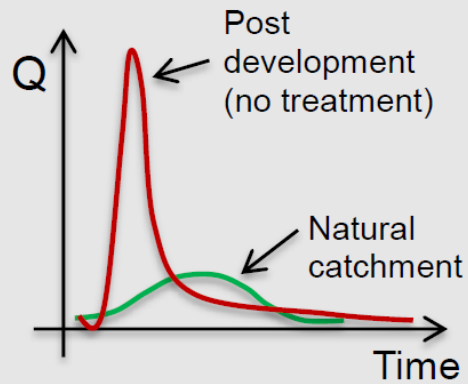 Post
development
(no treatment)
Q
Natural
catchment
Time